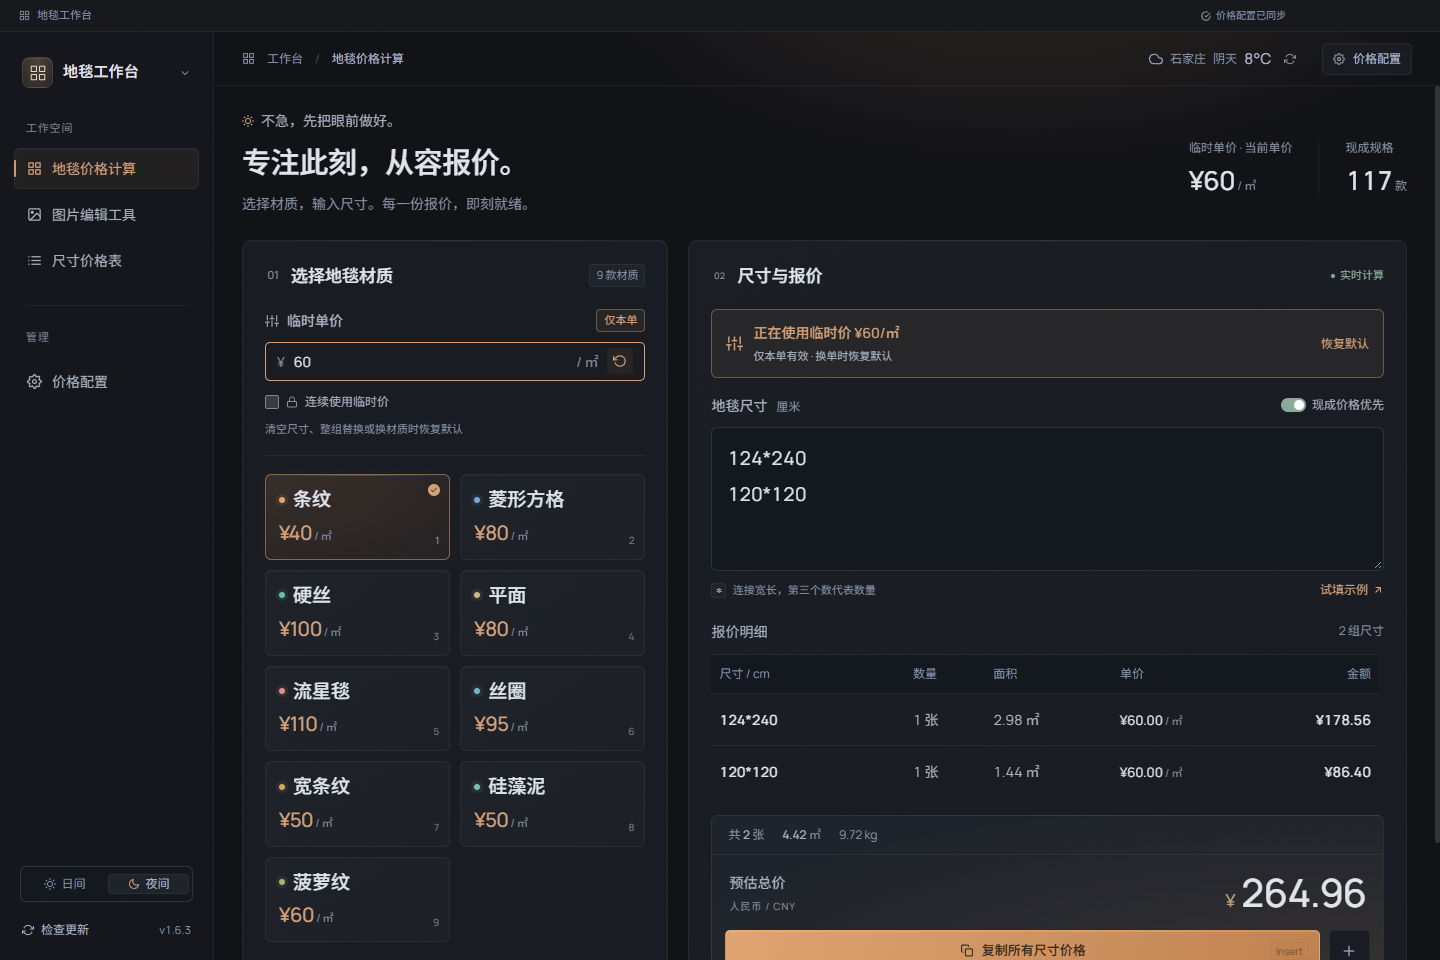 地毯工作台
价格配置已同步
地毯工作台
工作台 / 地毯价格计算
石家庄 阴天 8°C
价格配置
工作空间
地毯价格计算
图片编辑工具
尺寸价格表
管理
价格配置
日间
夜间
检查更新
v1.6.3
不急，先把眼前做好。
专注此刻，从容报价。
选择材质，输入尺寸。每一份报价，即刻就绪。
临时单价 · 当前单价
¥60 / ㎡
现成规格
117 款
01 选择地毯材质
9 款材质
临时单价
仅本单
¥ 60 / ㎡
连续使用临时价
清空尺寸、整组替换或换材质时恢复默认
条纹
¥40 / ㎡
1
菱形方格
¥80 / ㎡
2
硬丝
¥100 / ㎡
3
平面
¥80 / ㎡
4
流星毯
¥110 / ㎡
5
丝圈
¥95 / ㎡
6
宽条纹
¥50 / ㎡
7
硅藻泥
¥50 / ㎡
8
菠萝纹
¥60 / ㎡
9
02 尺寸与报价
实时计算
正在使用临时价 ¥60/㎡
仅本单有效 · 换单时恢复默认
恢复默认
地毯尺寸 厘米
现成价格优先
124*240
120*120
* 连接宽长，第三个数代表数量
试填示例
报价明细
2 组尺寸
尺寸 / cm 数量 面积 单价 金额
124*240 1 张 2.98 ㎡ ¥60.00 / ㎡ ¥178.56
120*120 1 张 1.44 ㎡ ¥60.00 / ㎡ ¥86.40
共 2 张 4.42 ㎡ 9.72 kg
预估总价
人民币 / CNY
¥ 264.96
复制所有尺寸价格 Insert